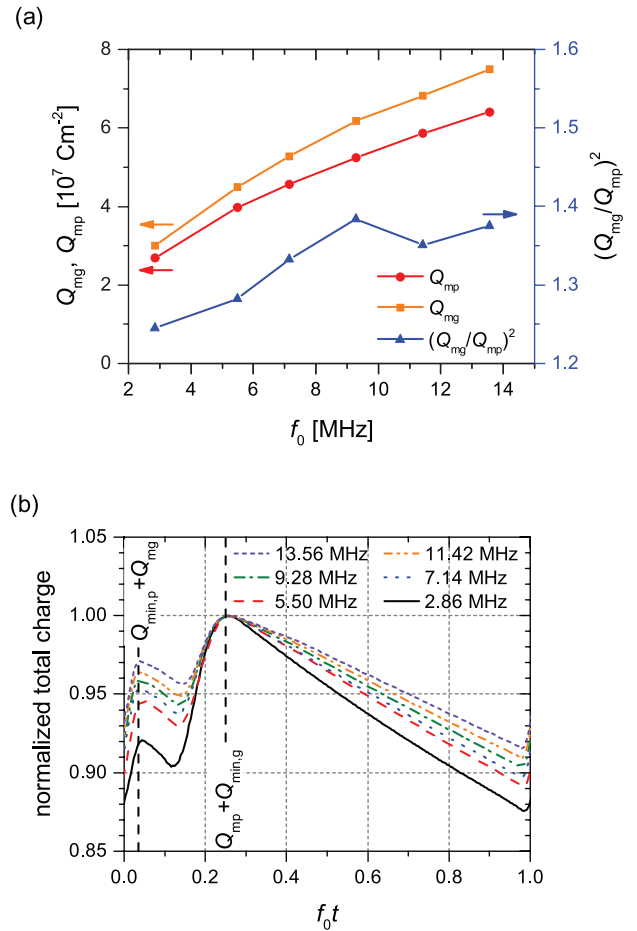 (a)
8
6
4
2
0
Q_mg, Q_mp [10^7 Cm^-2]
1.6
1.5
1.4
1.3
1.2
(Q_mg/Q_mp)^2
Q_mp
Q_mg
(Q_mg/Q_mp)^2
2 4 6 8 10 12 14
f_0 [MHz]
(b)
1.05
1.00
0.95
0.90
0.85
normalized total charge
13.56 MHz 11.42 MHz
9.28 MHz 7.14 MHz
5.50 MHz 2.86 MHz
Q_min,p + Q_mg
Q_mp + Q_min,g
0.0 0.2 0.4 0.6 0.8 1.0
f_0t